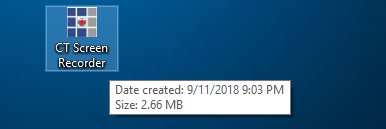 CT Screen
Recorder
Date created: 9/11/2018 9:03 PM
Size: 2.66 MB